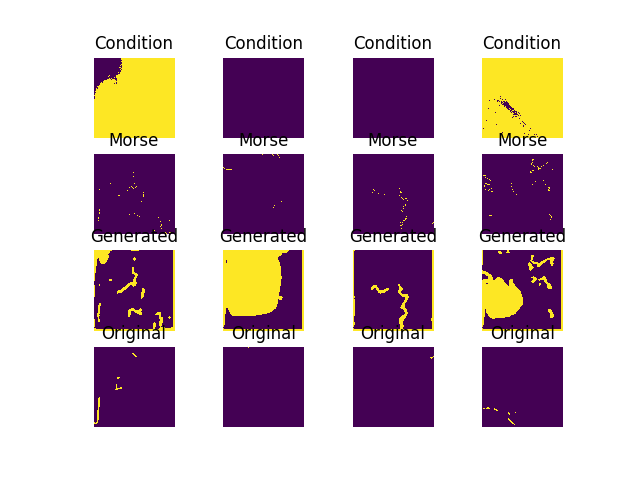 Condition Condition Condition Condition
Morse Morse Morse Morse
Generated Generated Generated Generated
Original Original Original Original